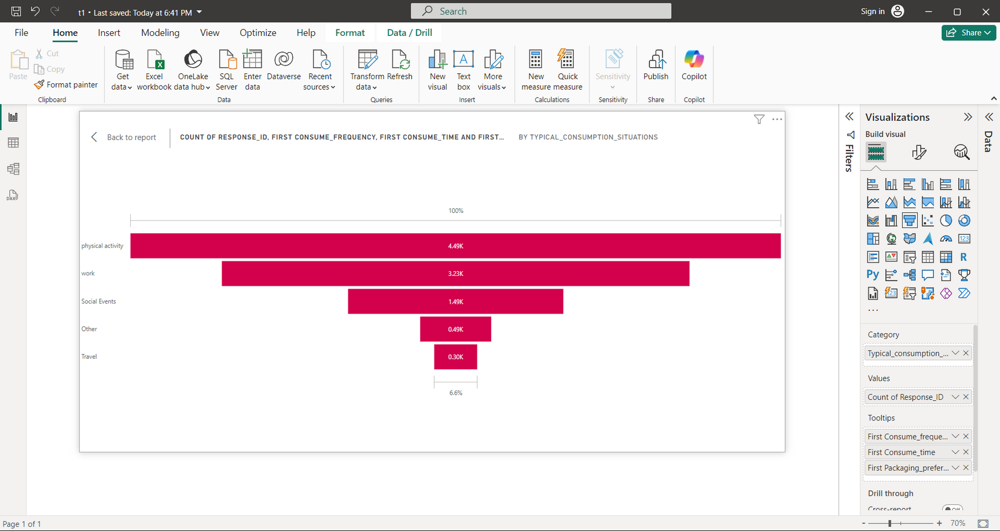 t1 • Last saved: Today at 6:41 PM
Search
Sign in
File Home Insert Modeling View Optimize Help Format Data / Drill
Share
Paste
Cut
Copy
Format painter
Clipboard
Get data
Excel workbook
OneLake data hub
SQL Server
Enter data
Dataverse
Recent sources
Data
Transform data
Refresh
Queries
New visual
Text box
More visuals
Insert
New measure
Quick measure
Calculations
Sensitivity
Sensitivity
Publish
Share
Copilot
Copilot
DAX
Back to report
COUNT OF RESPONSE_ID, FIRST CONSUME_FREQUENCY, FIRST CONSUME_TIME AND FIRST... BY TYPICAL_CONSUMPTION_SITUATIONS
100%
physical activity 4.49K
work 3.23K
Social Events 1.49K
Other 0.49K
Travel 0.30K
6.6%
Filters
Visualizations
Build visual
123
R
Py
123
...
Category
Typical_consumption_...
Values
Count of Response_ID
Tooltips
First Consume_freque...
First Consume_time
First Packaging_prefer...
Drill through
Cross-report Off
Data
Page 1 of 1
- + 70%